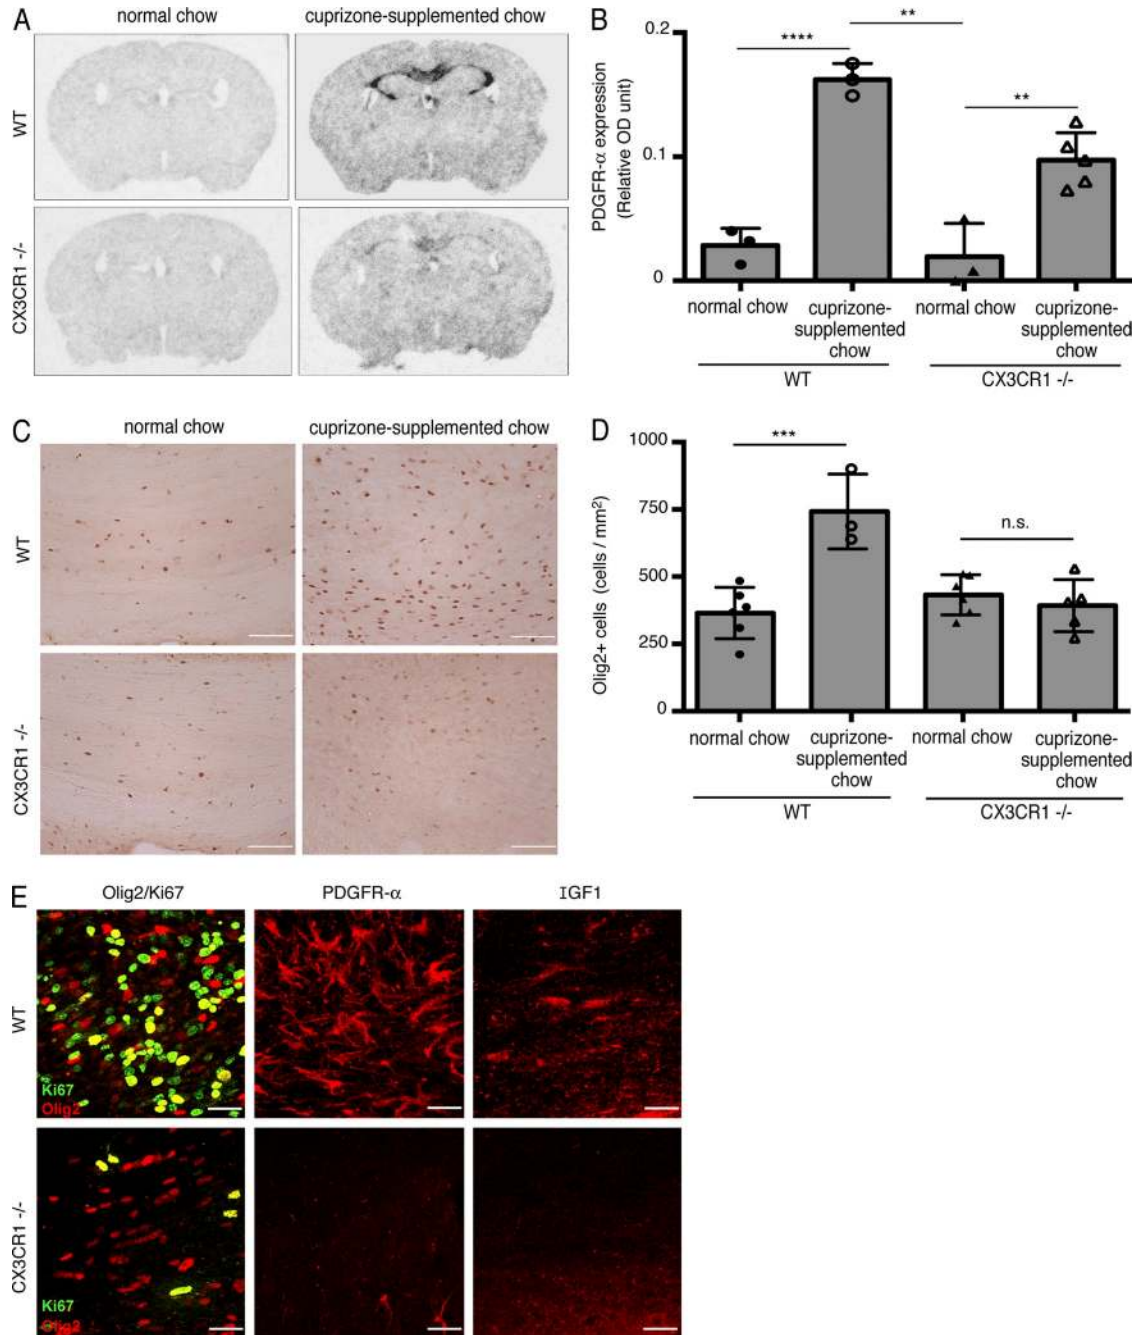 A
normal chow
cuprizone-supplemented chow
WT
CX3CR1 -/-
B
PDGFR-α expression
(Relative OD unit)
0.2
0.1
0
****
**
**
normal chow
cuprizone-
supplemented
chow
normal chow
cuprizone-
supplemented
chow
WT
CX3CR1 -/-
C
normal chow
cuprizone-supplemented chow
WT
CX3CR1 -/-
D
Olig2+ cells (cells / mm²)
1000
750
500
250
0
***
n.s.
normal chow
cuprizone-
supplemented
chow
normal chow
cuprizone-
supplemented
chow
WT
CX3CR1 -/-
E
Olig2/Ki67
PDGFR-α
IGF1
WT
Ki67
Olig2
CX3CR1 -/-
Ki67
Olig2